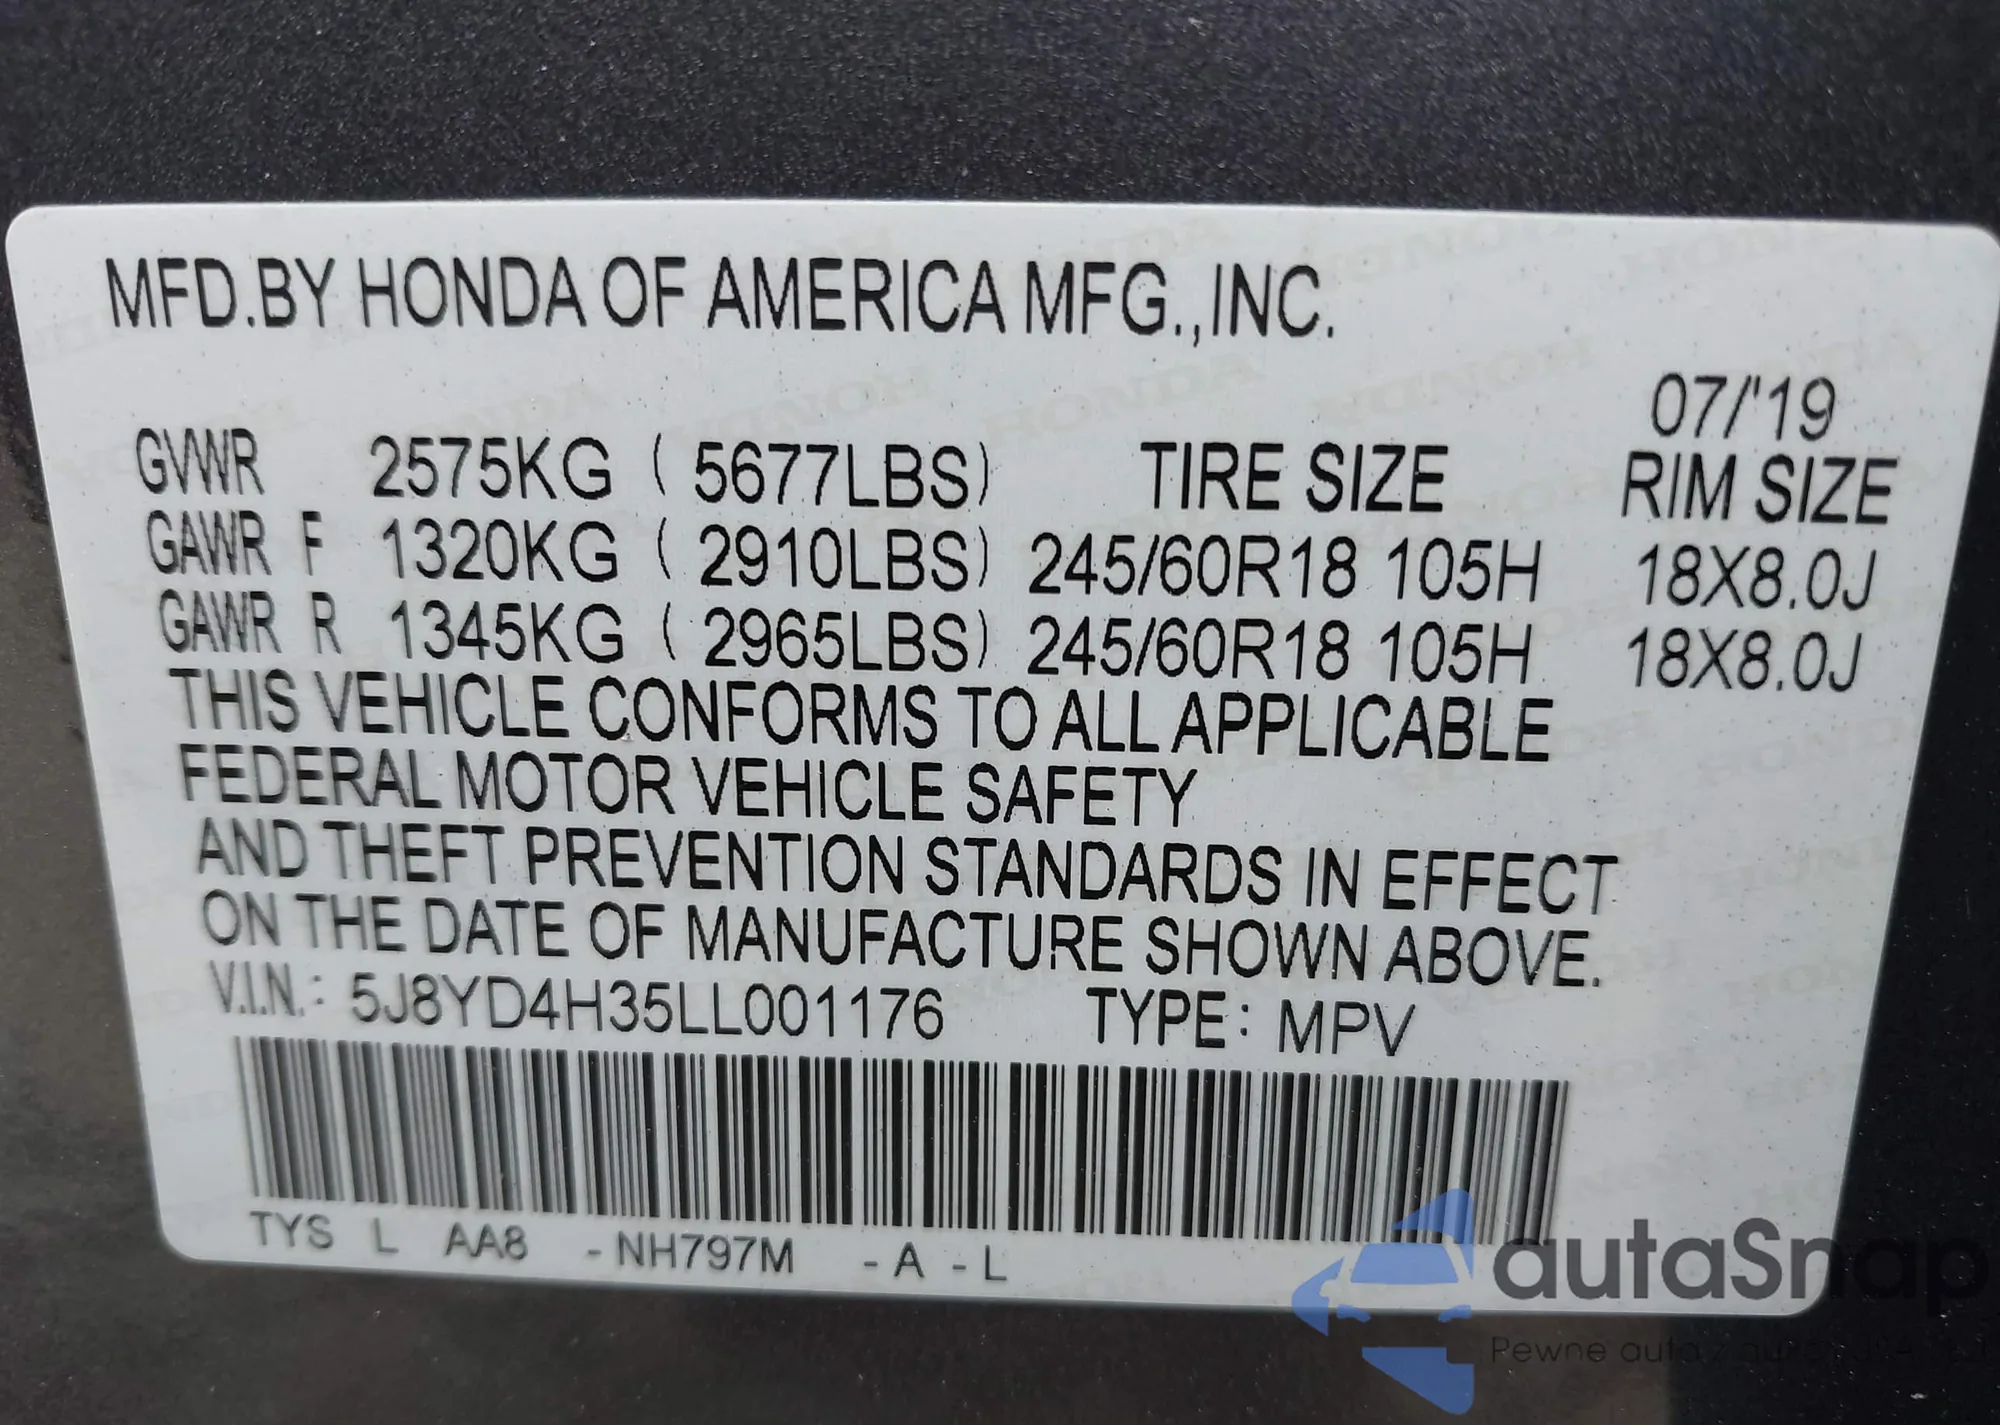 MFD.BY HONDA OF AMERICA MFG.,INC.
07/'19
GVWR 2575KG ( 5677LBS) TIRE SIZE RIM SIZE
GAWR F 1320KG ( 2910LBS) 245/60R18 105H 18X8.0J
GAWR R 1345KG ( 2965LBS) 245/60R18 105H 18X8.0J
THIS VEHICLE CONFORMS TO ALL APPLICABLE
FEDERAL MOTOR VEHICLE SAFETY
AND THEFT PREVENTION STANDARDS IN EFFECT
ON THE DATE OF MANUFACTURE SHOWN ABOVE.
V.I.N.: 5J8YD4H35LL001176 TYPE: MPV
TYS L AA8 -NH797M -A -L
autaSnap
Pewne auta z